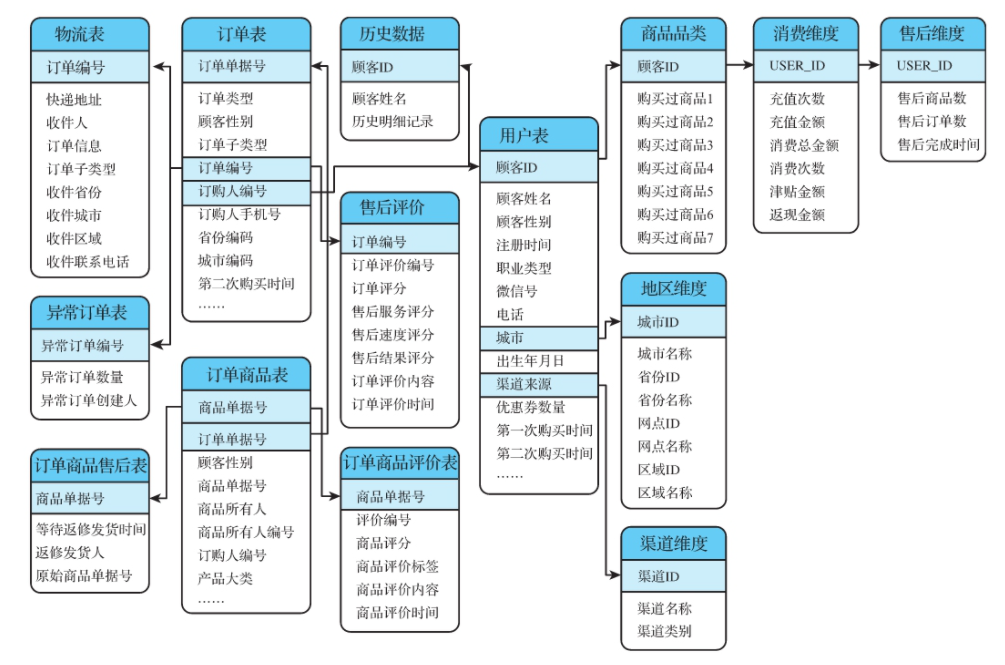 物流表
订单编号
快递地址
收件人
订单信息
订单子类型
收件省份
收件城市
收件区域
收件联系电话
异常订单表
异常订单编号
异常订单数量
异常订单创建人
订单商品售后表
商品单据号
等待返修发货时间
返修发货人
原始商品单据号
订单表
订单单据号
订单类型
顾客性别
订单子类型
订单编号
订购人编号
订购人手机号
省份编码
城市编码
第二次购买时间
……
订单商品表
商品单据号
订单单据号
顾客性别
商品单据号
商品所有人
商品所有人编号
订购人编号
产品大类
……
历史数据
顾客ID
顾客姓名
历史明细记录
售后评价
订单编号
订单评价编号
订单评分
售后服务评分
售后速度评分
售后结果评分
订单评价内容
订单评价时间
订单商品评价表
商品单据号
评价编号
商品评分
商品评价标签
商品评价内容
商品评价时间
用户表
顾客ID
顾客姓名
顾客性别
注册时间
职业类型
微信号
电话
城市
出生年月日
渠道来源
优惠券数量
第一次购买时间
第二次购买时间
……
商品品类
顾客ID
购买过商品1
购买过商品2
购买过商品3
购买过商品4
购买过商品5
购买过商品6
购买过商品7
地区维度
城市ID
城市名称
省份ID
省份名称
网点ID
网点名称
区域ID
区域名称
渠道维度
渠道ID
渠道名称
渠道类别
消费维度
USER_ID
充值次数
充值金额
消费总金额
消费次数
津贴金额
返现金额
售后维度
USER_ID
售后商品数
售后订单数
售后完成时间